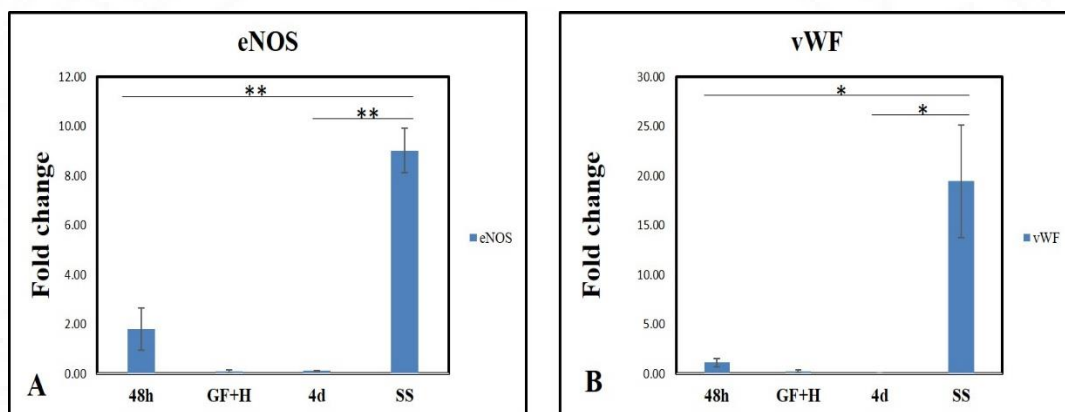 eNOS
12.00
**
**
10.00
8.00
6.00
4.00
2.00
0.00
Fold change
eNOS
A
48h GF+H 4d SS
vWF
30.00
*
*
25.00
20.00
15.00
10.00
5.00
0.00
Fold change
vWF
B
48h GF+H 4d SS